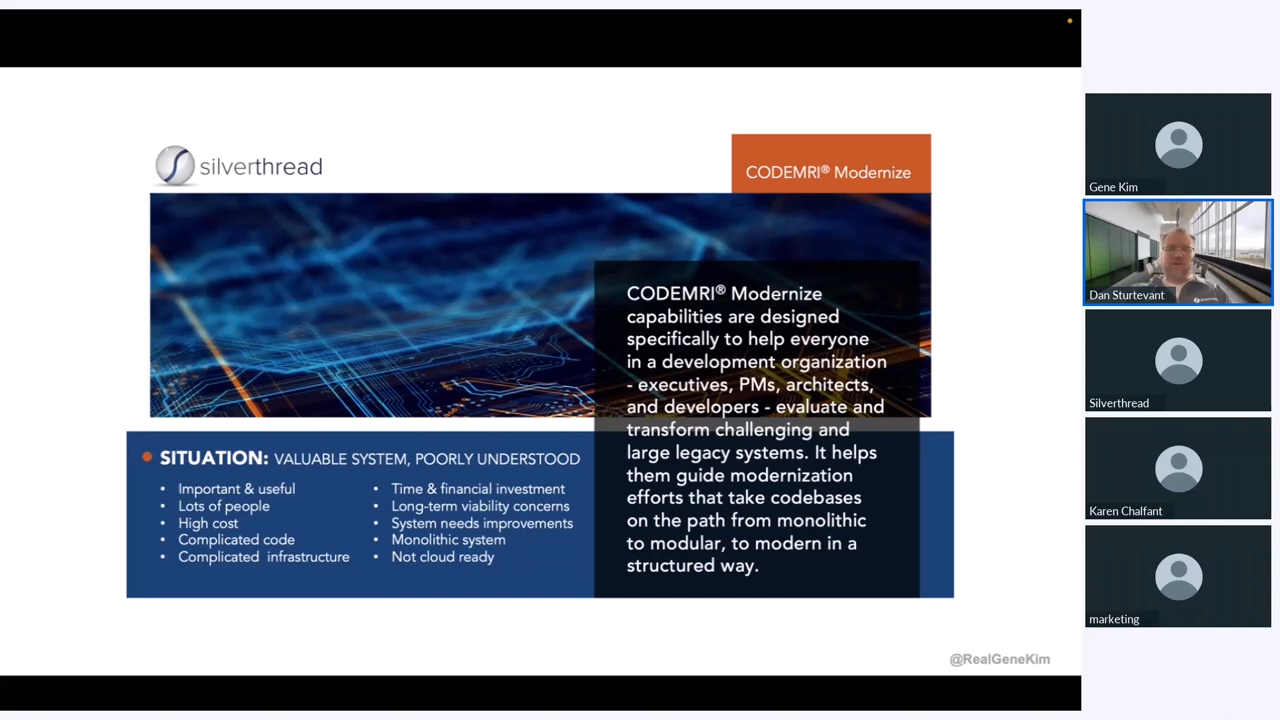 silverthread
CODEMRI® Modernize
CODEMRI® Modernize
capabilities are designed
specifically to help everyone
in a development organization
- executives, PMs, architects,
and developers - evaluate and
transform challenging and
large legacy systems. It helps
them guide modernization
efforts that take codebases
on the path from monolithic
to modular, to modern in a
structured way.
• SITUATION: VALUABLE SYSTEM, POORLY UNDERSTOOD
• Important & useful
• Lots of people
• High cost
• Complicated code
• Complicated infrastructure
• Time & financial investment
• Long-term viability concerns
• System needs improvements
• Monolithic system
• Not cloud ready
@RealGeneKim
Gene Kim
Dan Sturtevant
Silverthread
Karen Chalfant
marketing